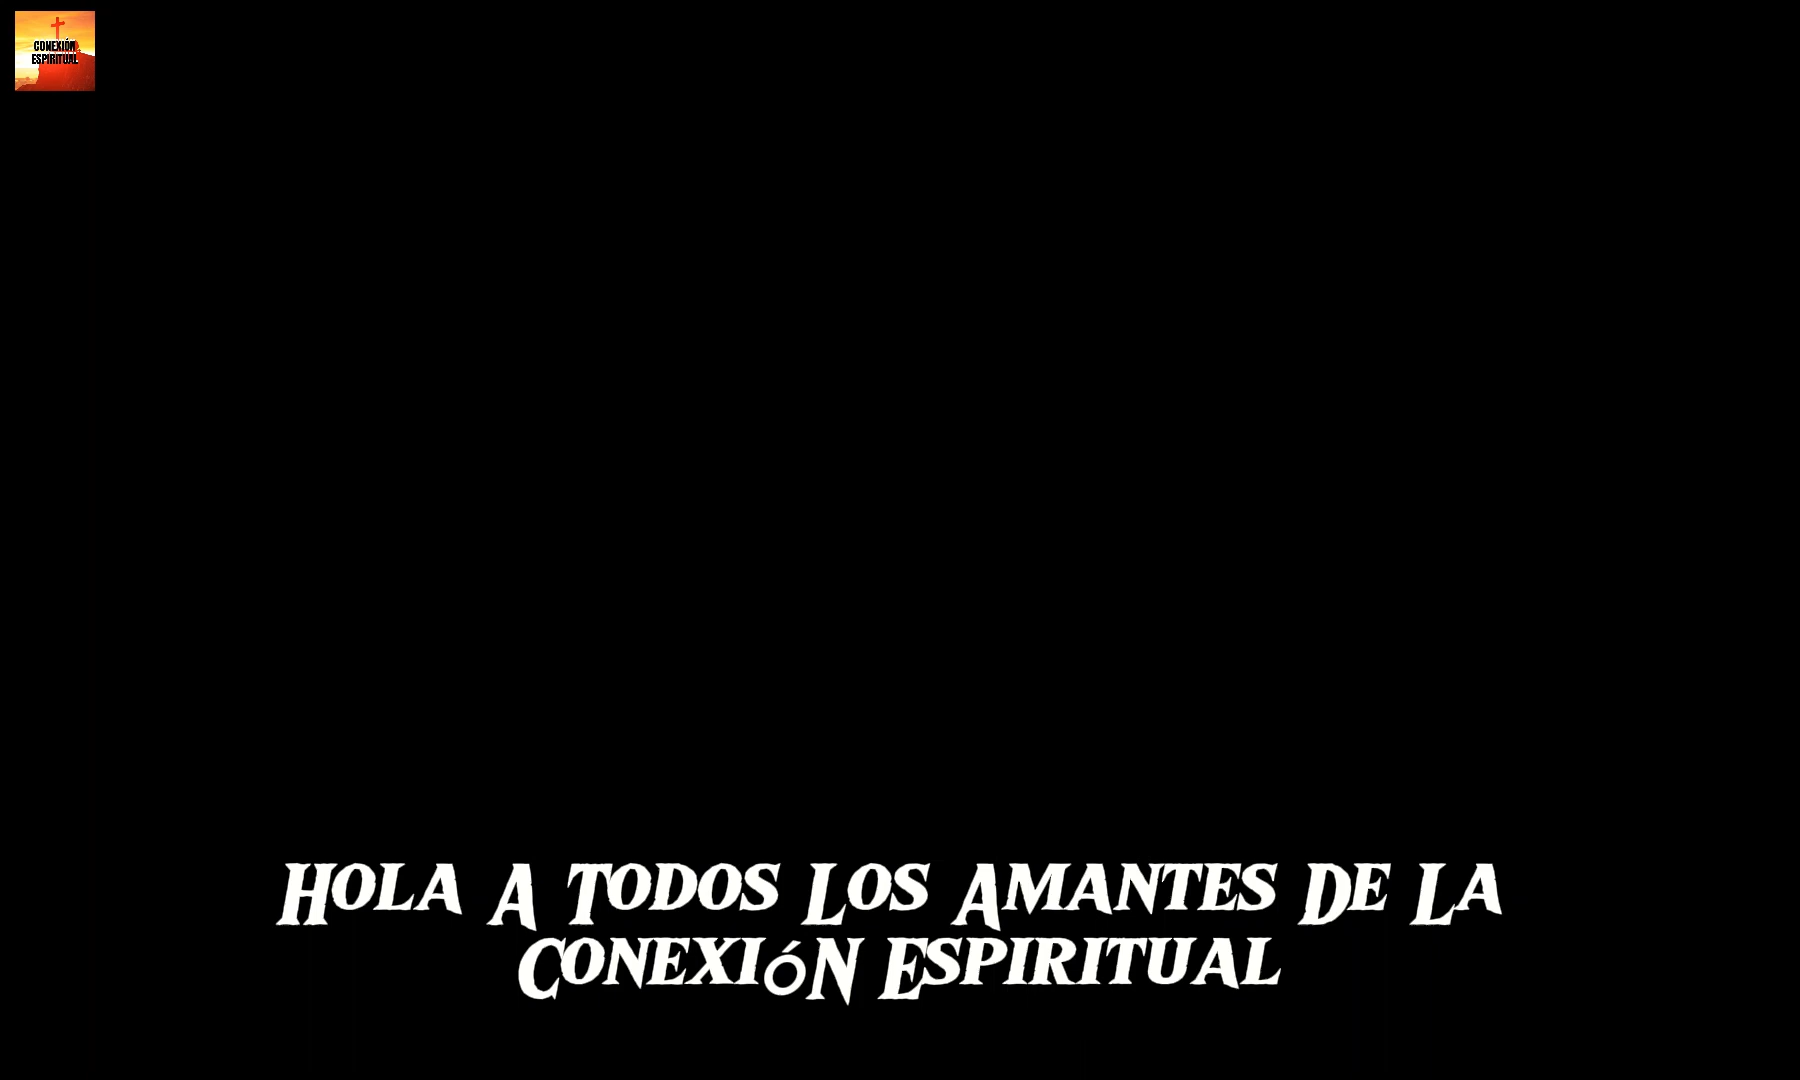 CONEXIÓN
ESPIRITUAL
Hola A Todos Los Amantes De La
Conexión Espiritual